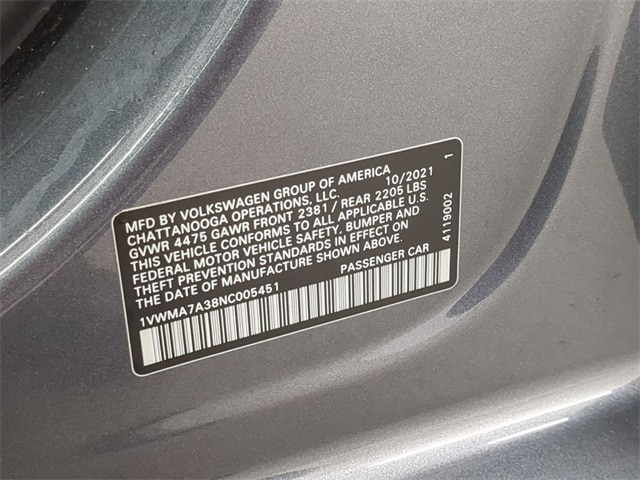 MFD BY VOLKSWAGEN GROUP OF AMERICA
CHATTANOOGA OPERATIONS, LLC. 10/2021
GVWR 4475 GAWR FRONT 2381 / REAR 2205 LBS
THIS VEHICLE CONFORMS TO ALL APPLICABLE U.S.
FEDERAL MOTOR VEHICLE SAFETY, BUMPER AND
THEFT PREVENTION STANDARDS IN EFFECT ON
THE DATE OF MANUFACTURE SHOWN ABOVE.
1VWMA7A38NC005451 PASSENGER CAR
4119002 1